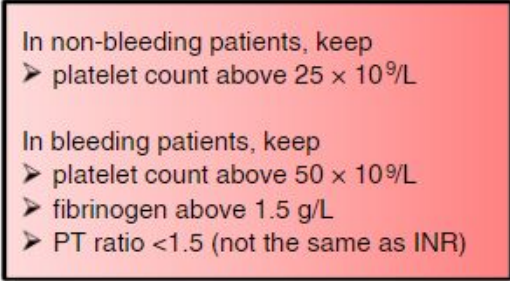 In non-bleeding patients, keep
➢ platelet count above 25 × 10⁹/L
In bleeding patients, keep
➢ platelet count above 50 × 10⁹/L
➢ fibrinogen above 1.5 g/L
➢ PT ratio <1.5 (not the same as INR)